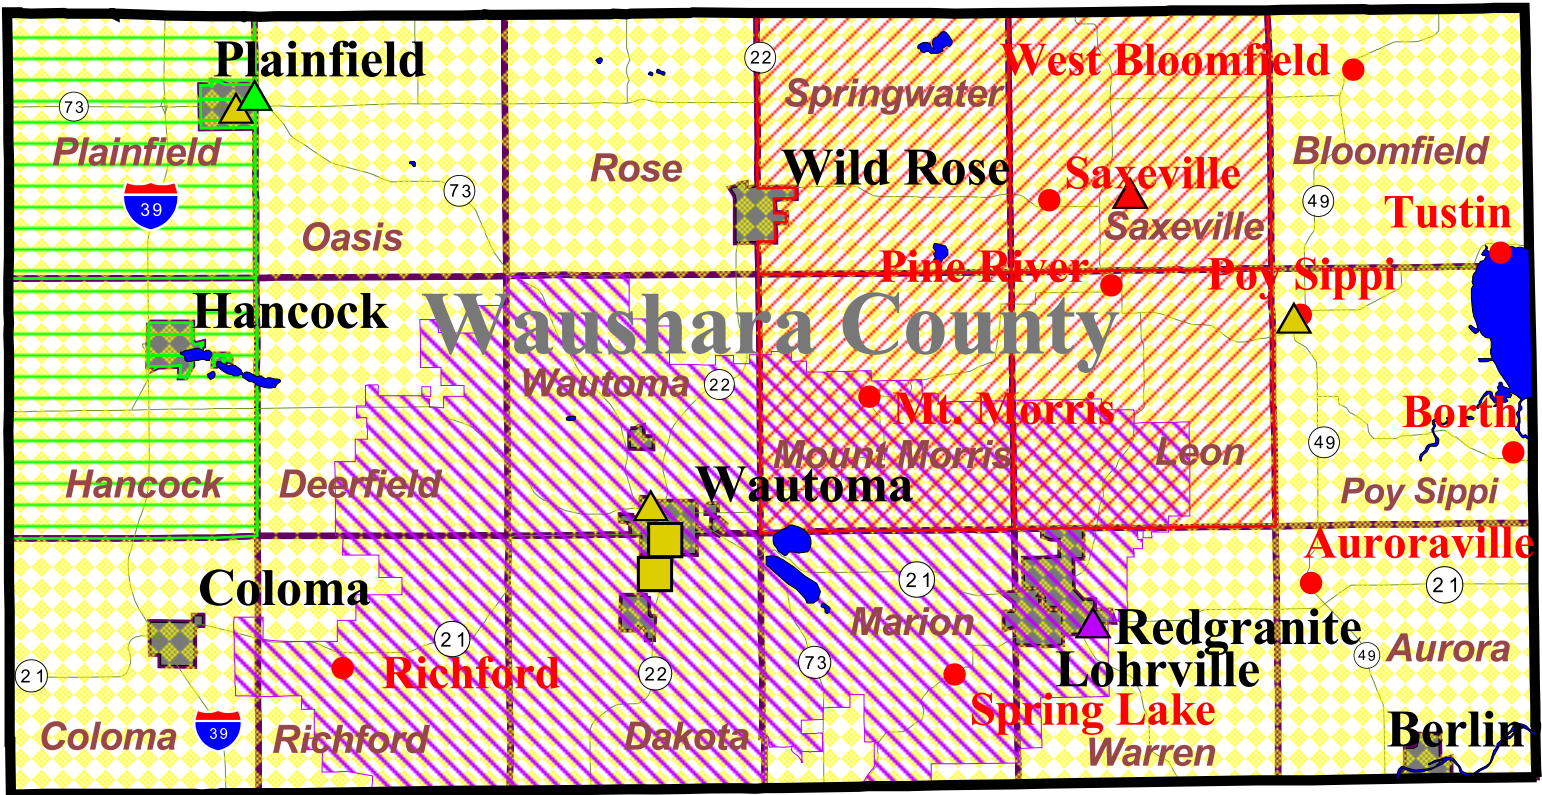 Plainfield
22
West Bloomfield
73
Springwater
Plainfield
Rose
Wild Rose
Bloomfield
39
73
Saxeville
49
Tustin
Oasis
Saxeville
Pine River
Poy Sippi
Hancock
Waushara County
Wautoma
22
Mt. Morris
Borth
Hancock
Deerfield
Mount Morris
Leon
49
Wautoma
Poy Sippi
Auroraville
Coloma
21
21
Marion
Redgranite
21
Aurora
21
Richford
22
73
Lohrville
49
Spring Lake
Coloma
39
Richford
Dakota
Warren
Berlin